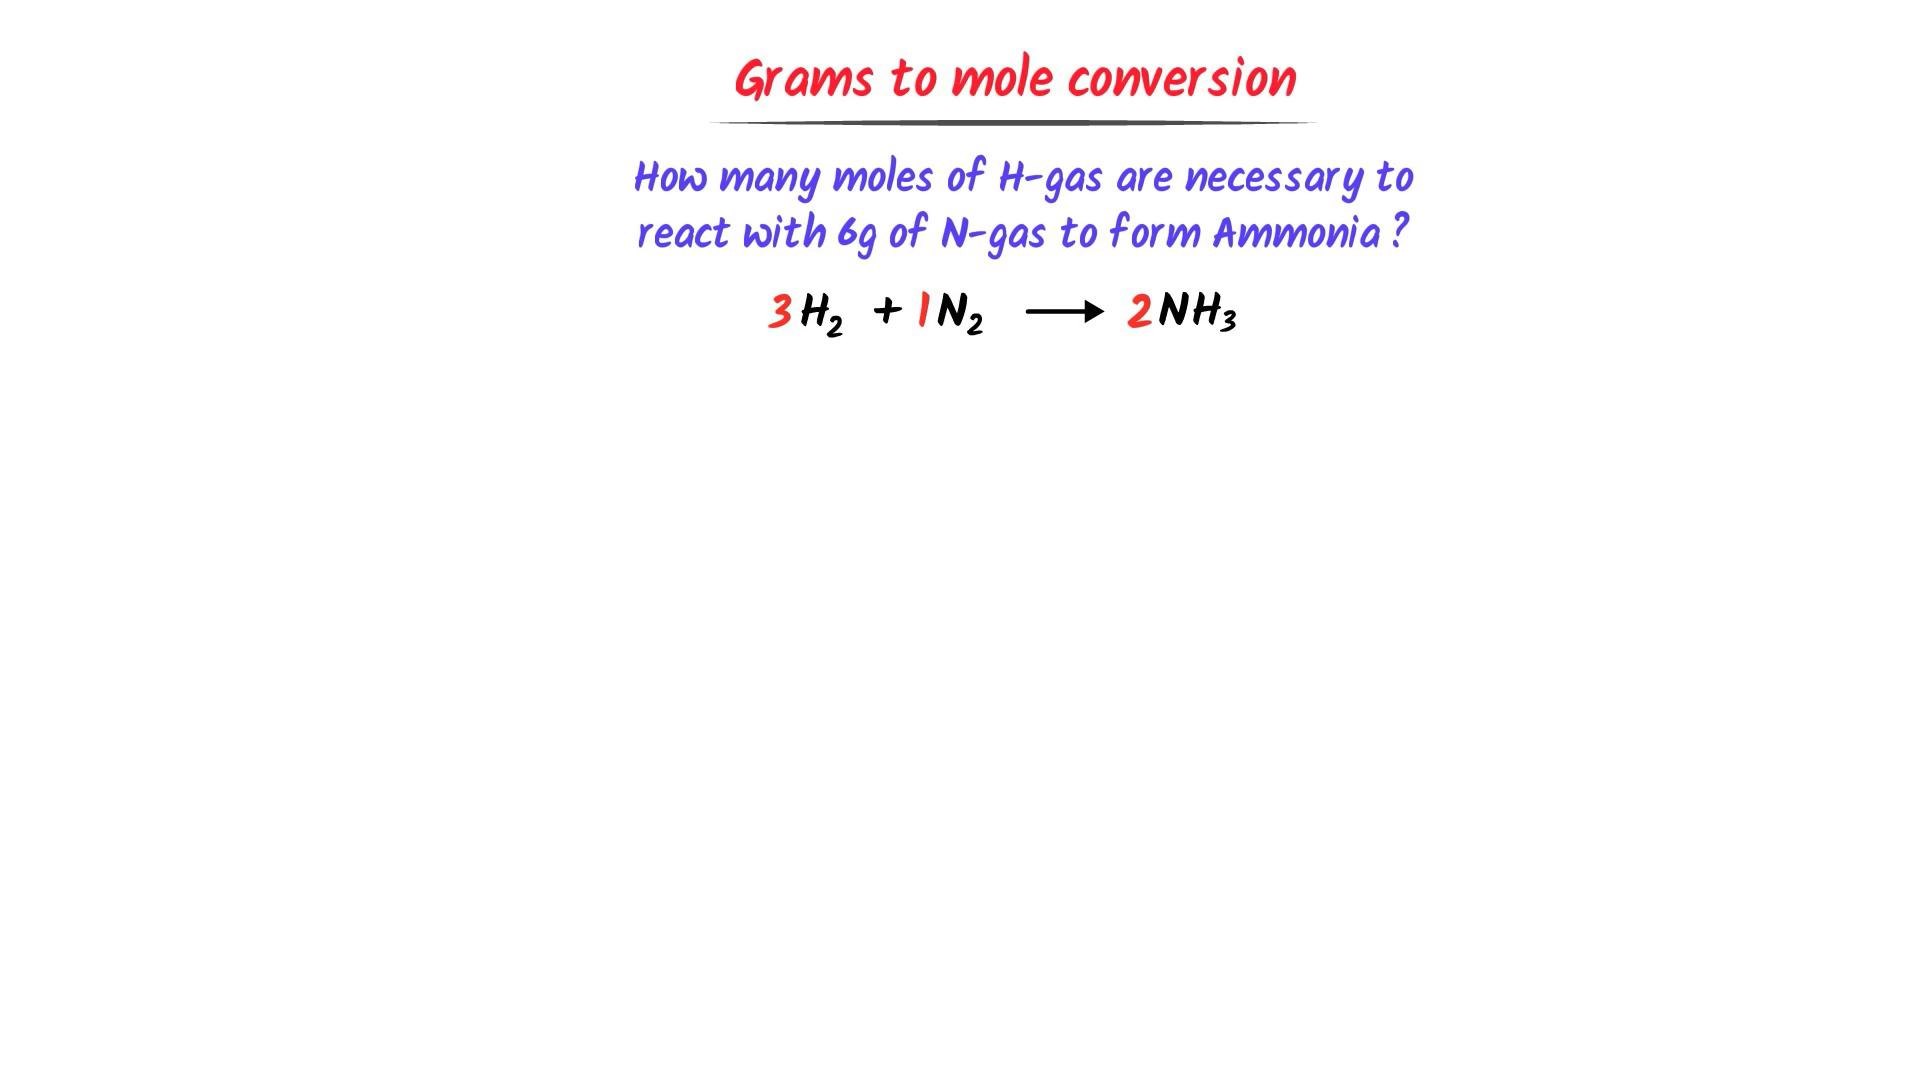 Grams to mole conversion
How many moles of H-gas are necessary to
react with 6g of N-gas to form Ammonia ?
3H₂ + 1N₂ → 2NH₃